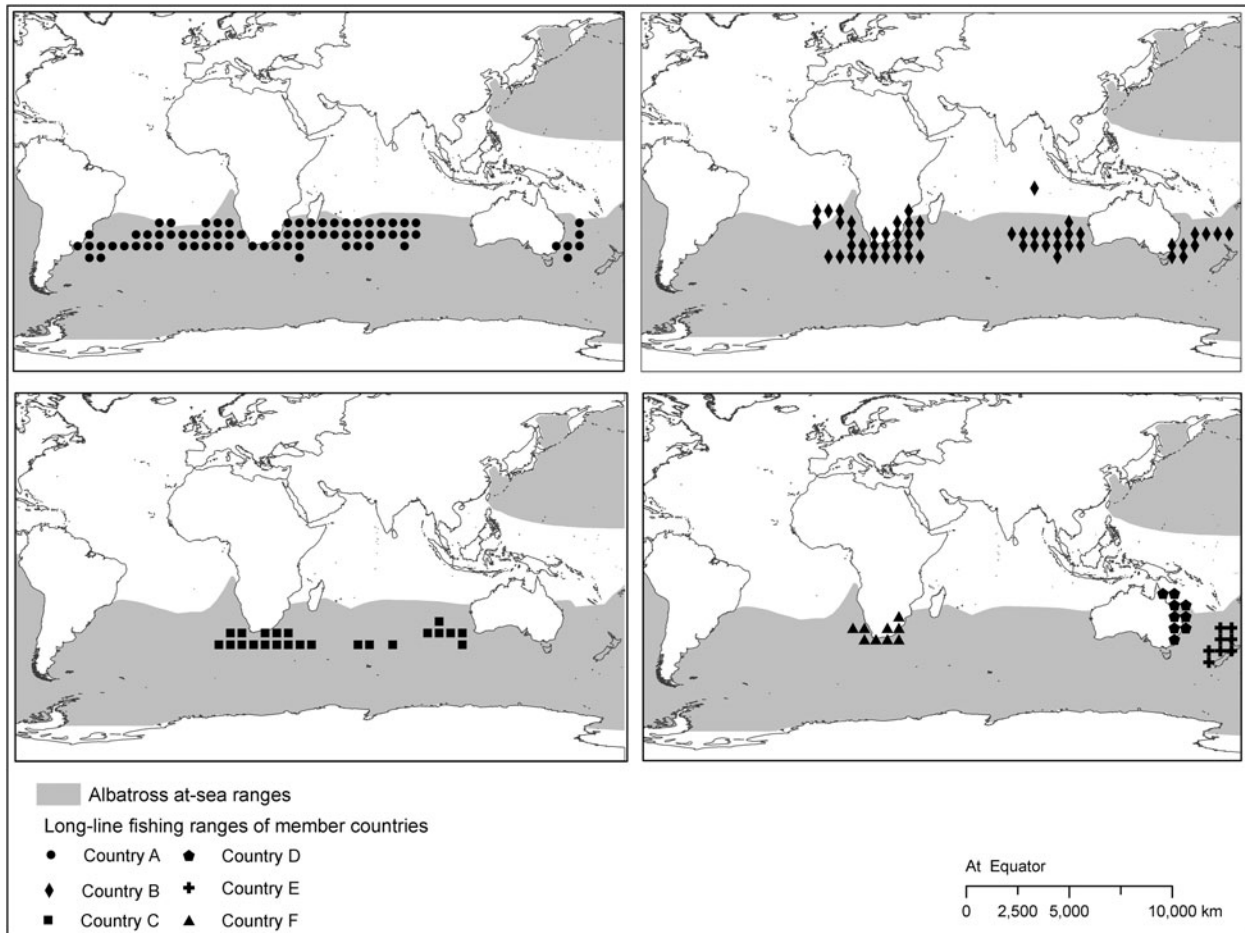 Albatross at-sea ranges
Long-line fishing ranges of member countries
Country A
Country D
Country B
Country E
Country C
Country F
At Equator
0 2,500 5,000 10,000 km